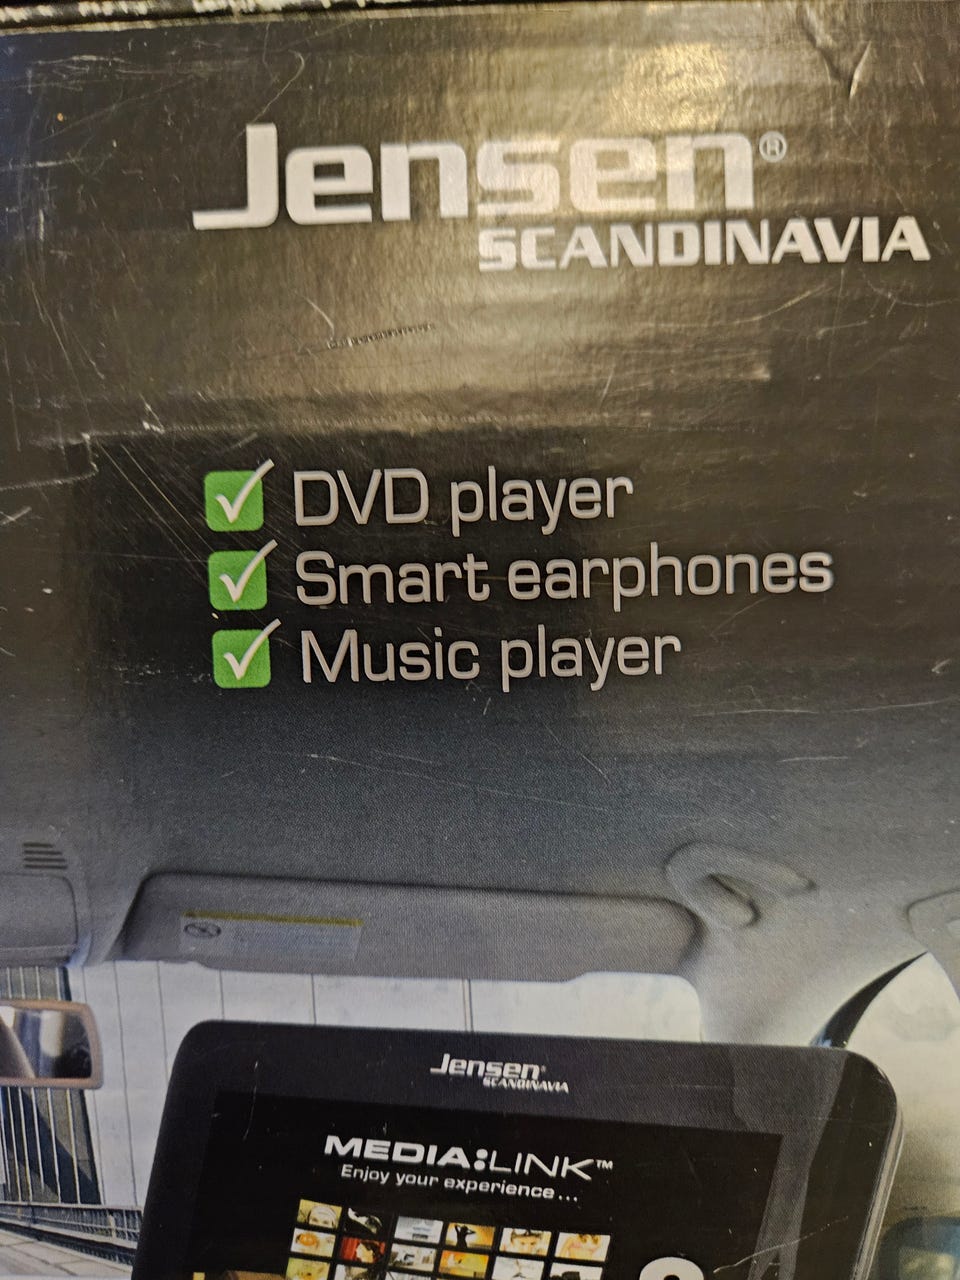 Jensen®
SCANDINAVIA
DVD player
Smart earphones
Music player
Jensen®
SCANDINAVIA
MEDIA:LINK™
Enjoy your experience...